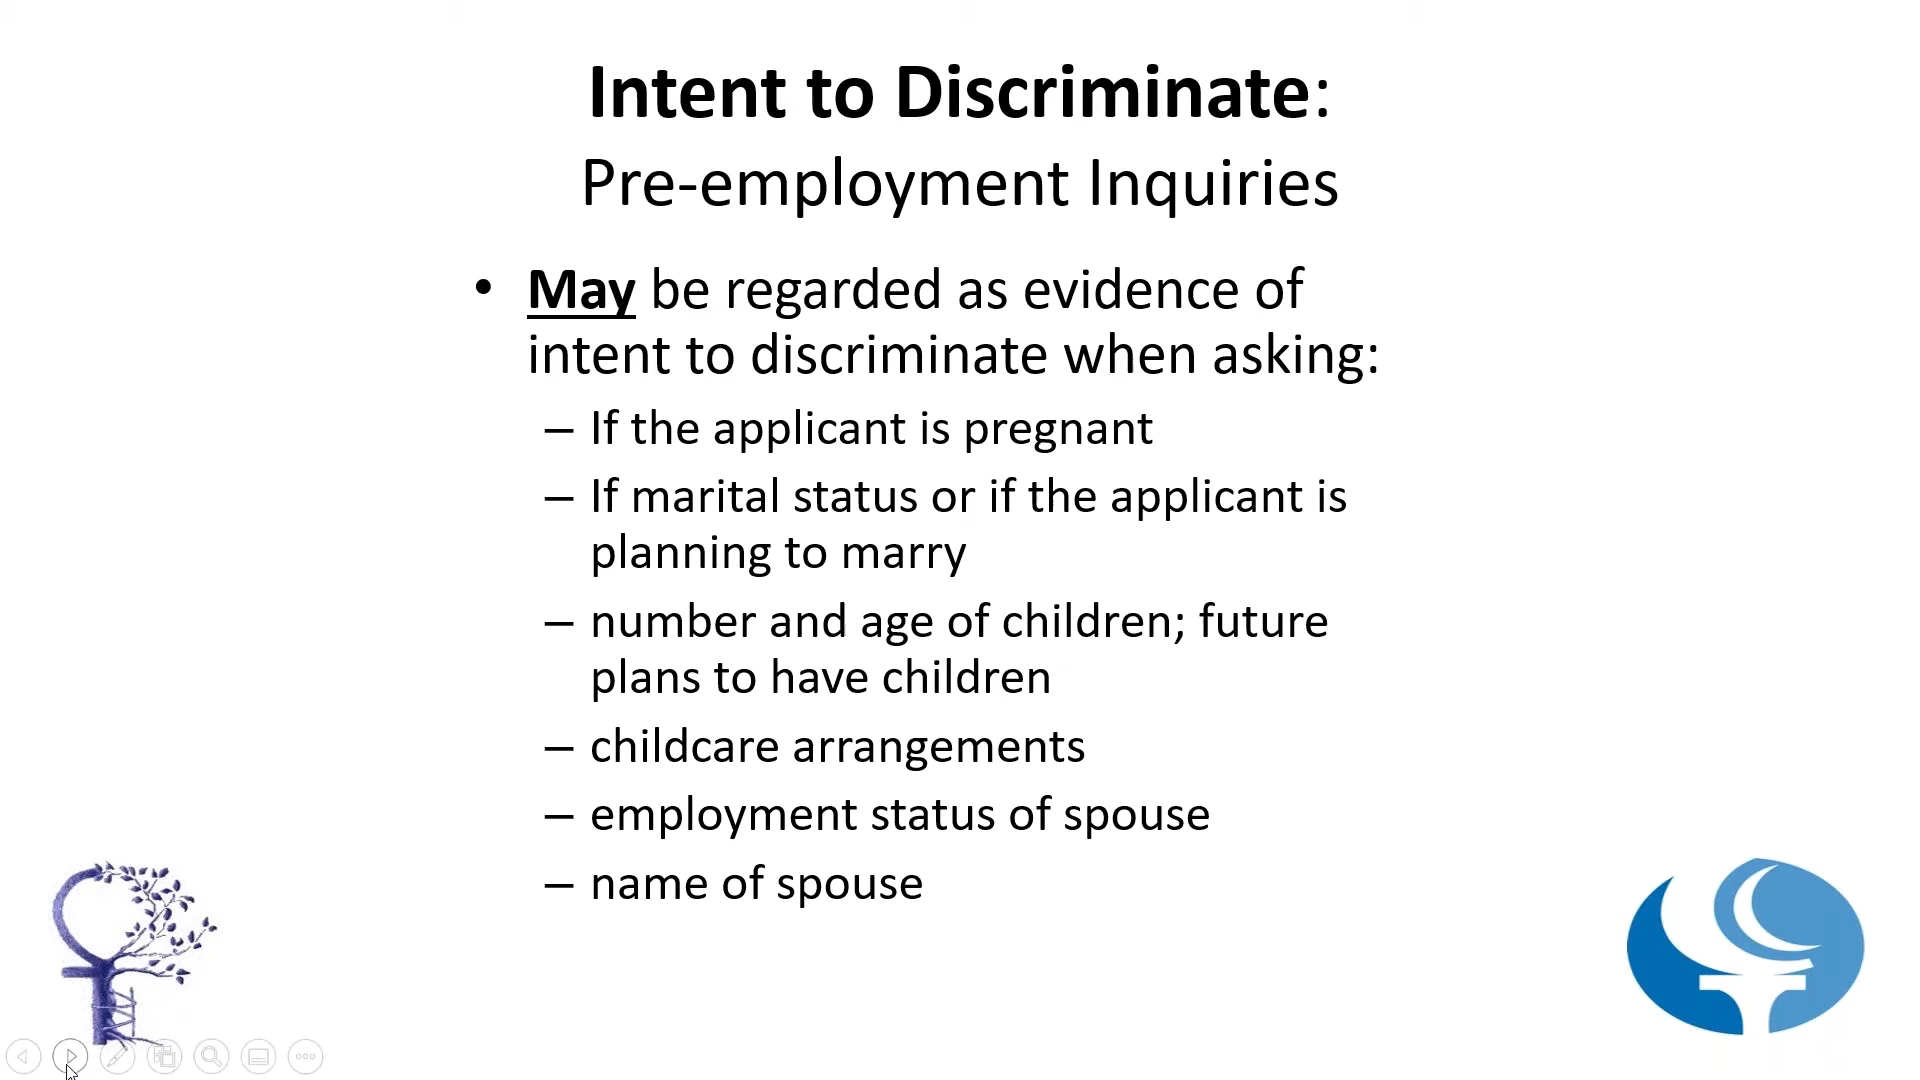 Intent to Discriminate:
Pre-employment Inquiries
• May be regarded as evidence of
intent to discriminate when asking:
– If the applicant is pregnant
– If marital status or if the applicant is
planning to marry
– number and age of children; future
plans to have children
– childcare arrangements
– employment status of spouse
– name of spouse